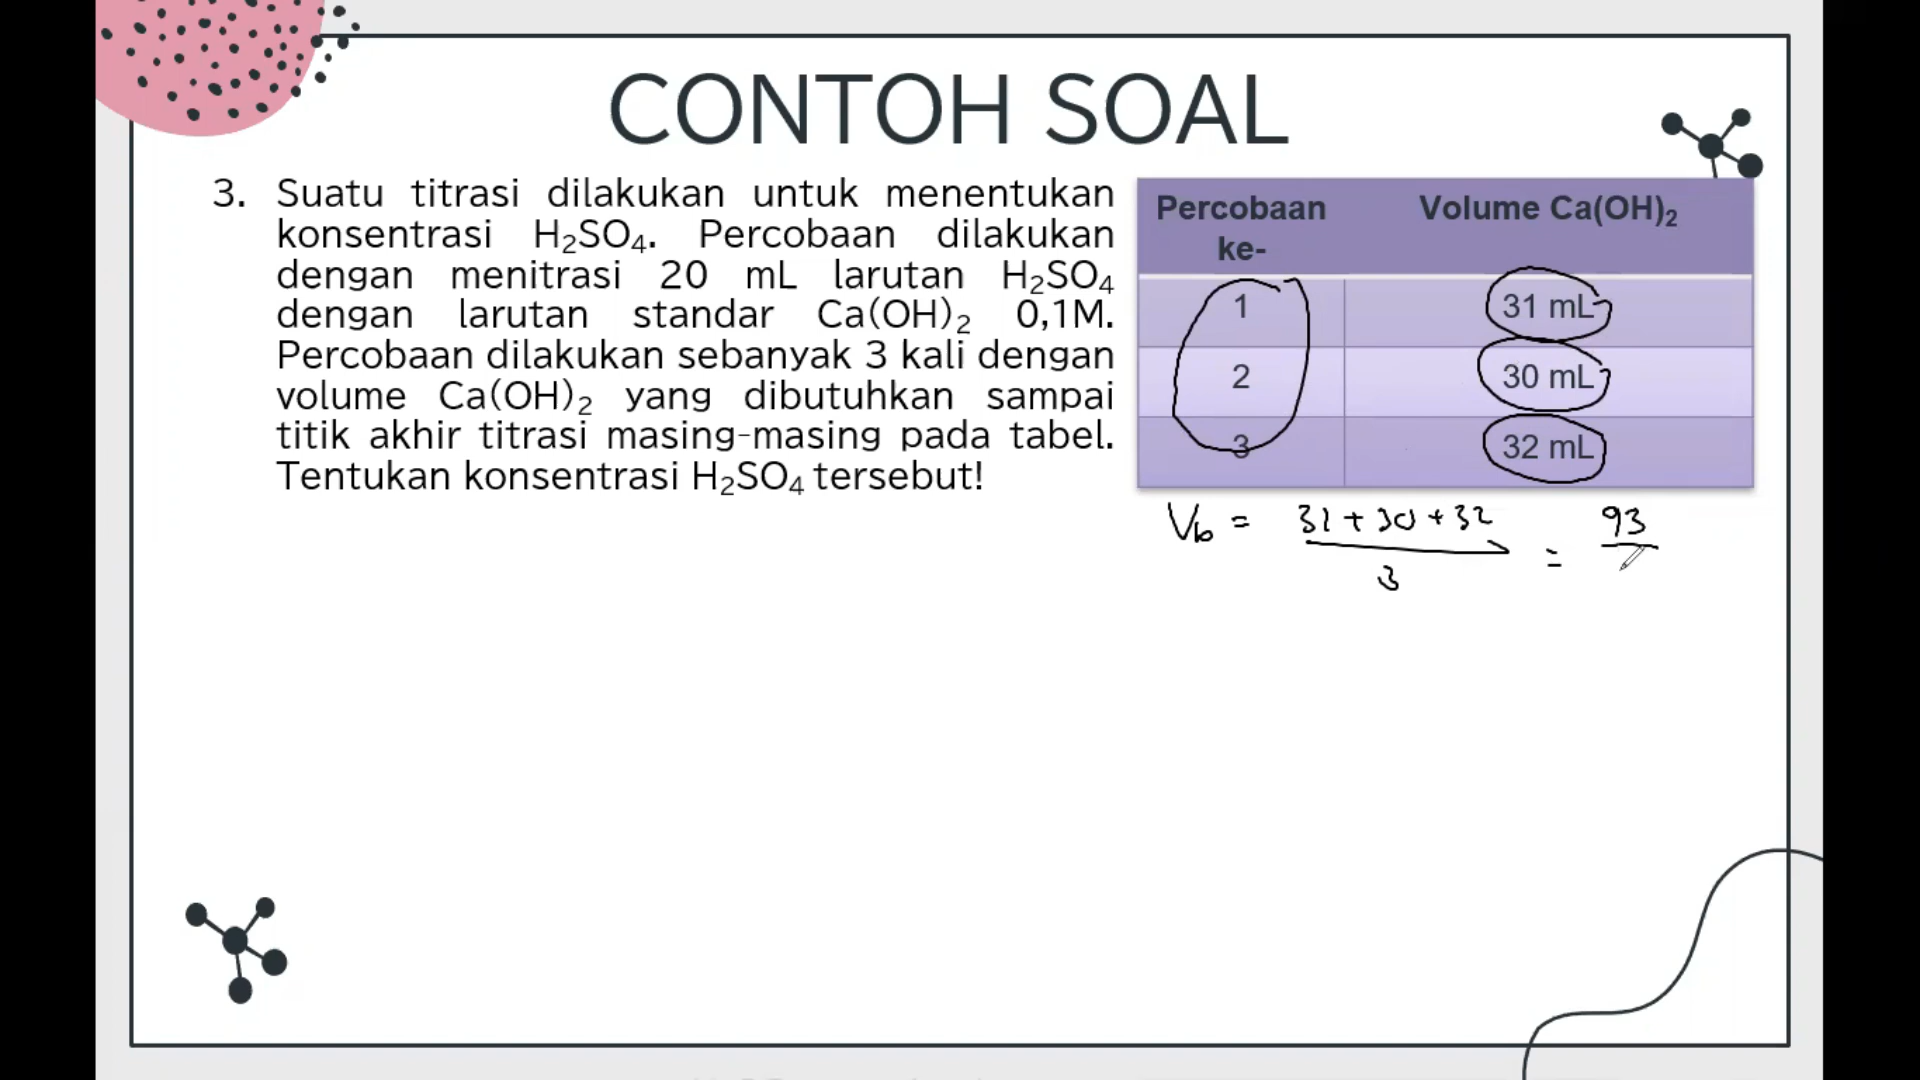 CONTOH SOAL
3. Suatu titrasi dilakukan untuk menentukan
konsentrasi H₂SO₄. Percobaan dilakukan
dengan menitrasi 20 mL larutan H₂SO₄
dengan larutan standar Ca(OH)₂ 0,1M.
Percobaan dilakukan sebanyak 3 kali dengan
volume Ca(OH)₂ yang dibutuhkan sampai
titik akhir titrasi masing-masing pada tabel.
Tentukan konsentrasi H₂SO₄ tersebut!
Percobaan ke- Volume Ca(OH)₂
1 31 mL
2 30 mL
3 32 mL
Vb = 31 + 30 + 32 = 93
3